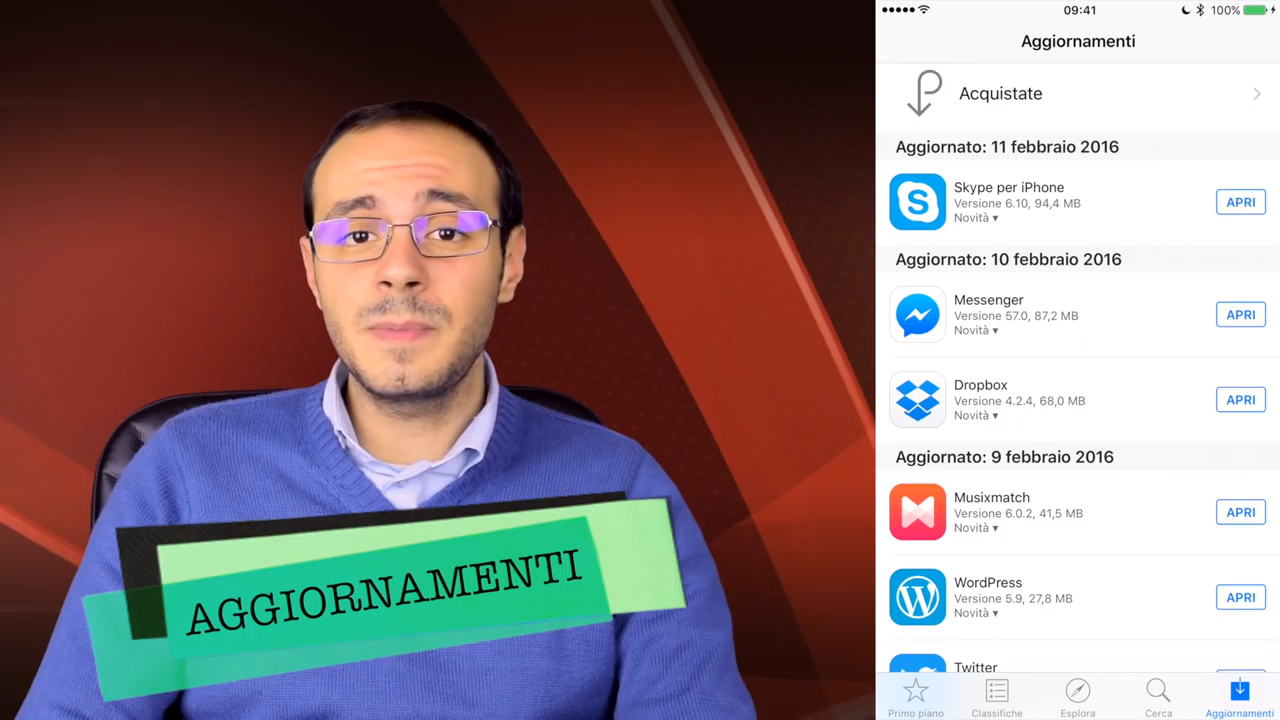 AGGIORNAMENTI
09:41
100%
Aggiornamenti
Acquistate
Aggiornato: 11 febbraio 2016
Skype per iPhone
Versione 6.10, 94,4 MB
Novità ▾
APRI
Aggiornato: 10 febbraio 2016
Messenger
Versione 57.0, 87,2 MB
Novità ▾
APRI
Dropbox
Versione 4.2.4, 68,0 MB
Novità ▾
APRI
Aggiornato: 9 febbraio 2016
Musixmatch
Versione 6.0.2, 41,5 MB
Novità ▾
APRI
WordPress
Versione 5.9, 27,8 MB
Novità ▾
APRI
Twitter
Primo piano
Classifiche
Esplora
Cerca
Aggiornamenti